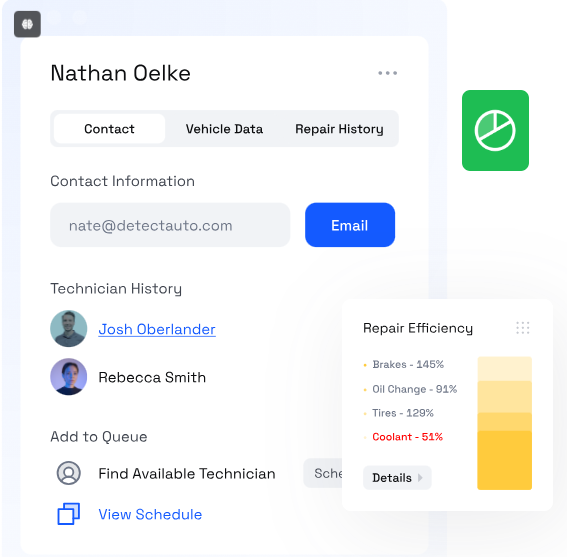 Nathan Oelke
Contact
Vehicle Data
Repair History
Contact Information
nate@detectauto.com
Email
Technician History
Josh Oberlander
Rebecca Smith
Add to Queue
Find Available Technician
View Schedule
Repair Efficiency
Brakes - 145%
Oil Change - 91%
Tires - 129%
Coolant - 51%
Details